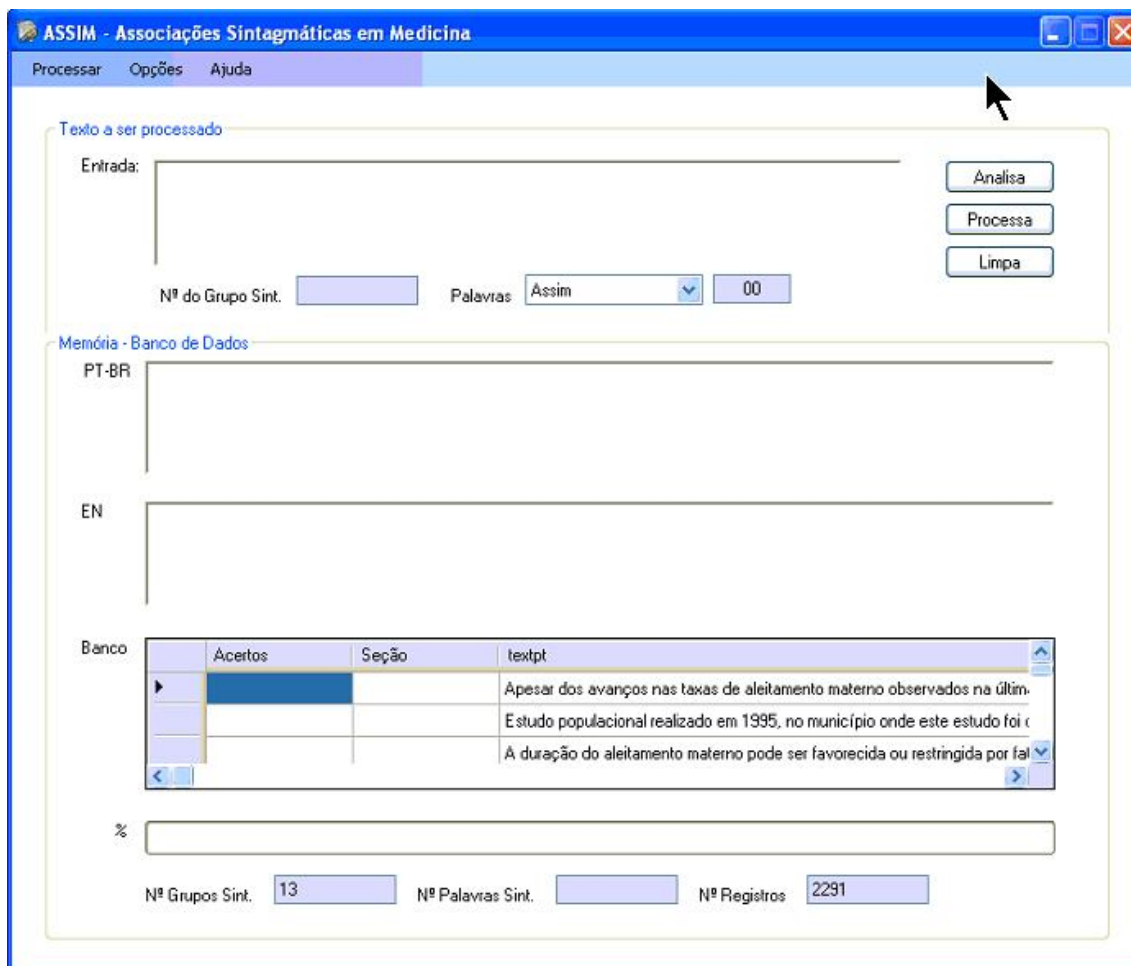 ASSIM - Associações Sintagmáticas em Medicina
Processar Opções Ajuda
Texto a ser processado
Entrada:
Analisa
Processa
Limpa
Nº do Grupo Sint. Palavras Assim 00
Memória - Banco de Dados
PT-BR
EN
Banco
Acertos Seção textpt
Apesar dos avanços nas taxas de aleitamento materno observados na últim
Estudo populacional realizado em 1995, no município onde este estudo foi
A duração do aleitamento materno pode ser favorecida ou restringida por
%
Nº Grupos Sint. 13 Nº Palavras Sint. Nº Registros 2291